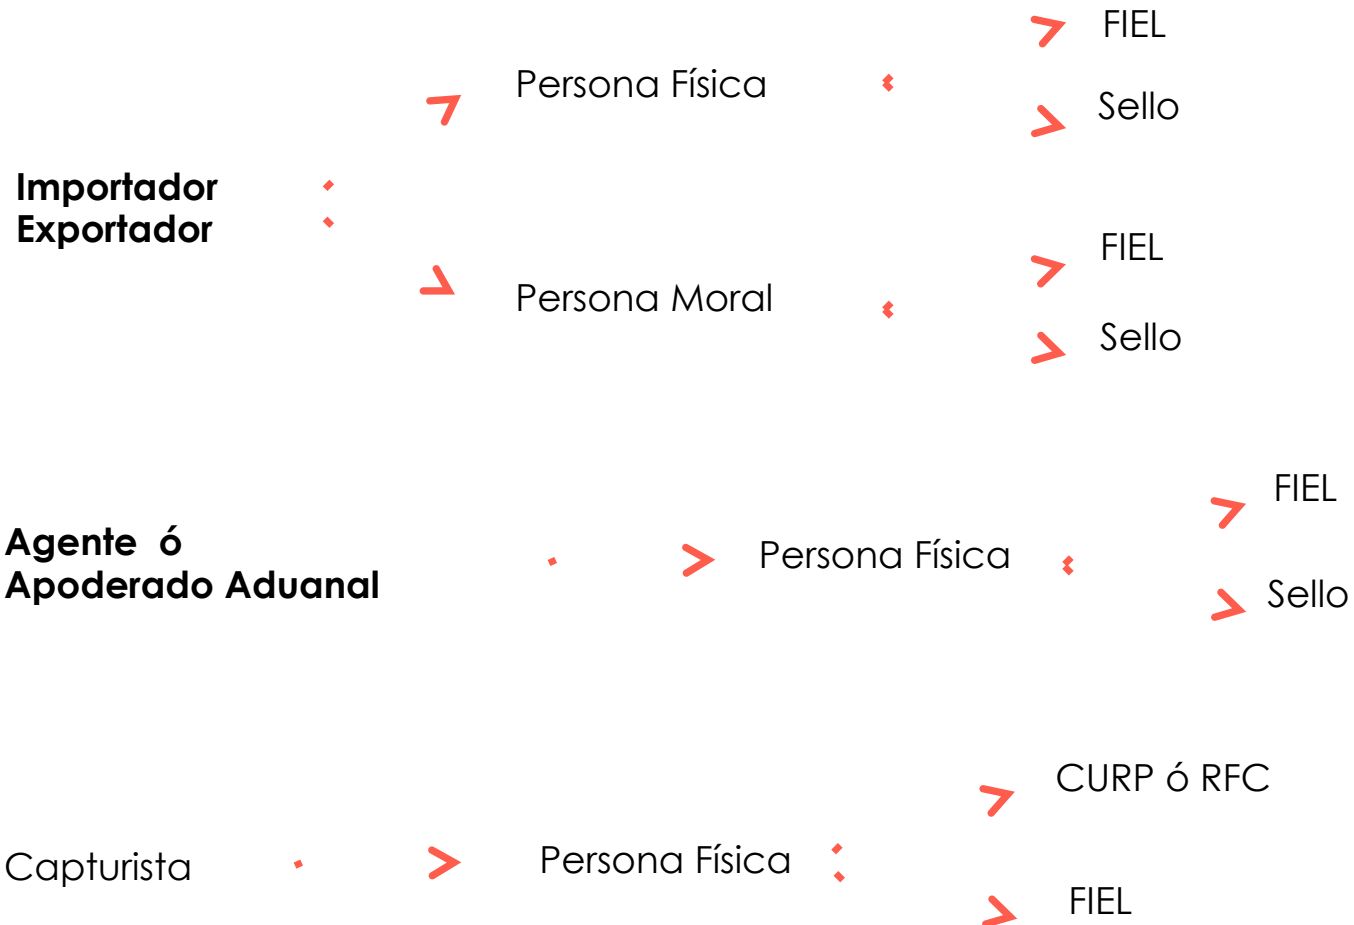 FIEL
Persona Física
Sello
Importador
Exportador
FIEL
Persona Moral
Sello
FIEL
Agente  ó
Persona Física
Apoderado Aduanal
Sello
CURP ó RFC
Capturista
Persona Física
FIEL